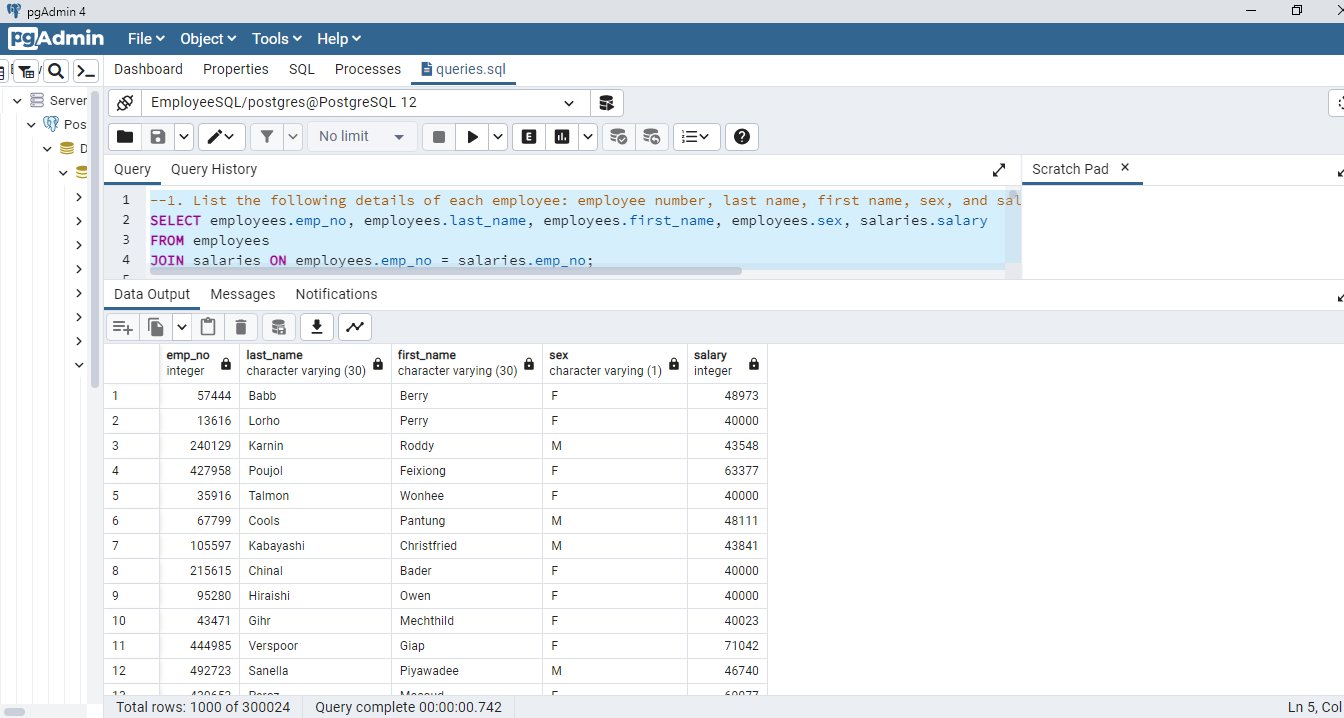 pgAdmin 4
pgAdmin File Object Tools Help
Dashboard Properties SQL Processes queries.sql
EmployeeSQL/postgres@PostgreSQL 12
Server
Pos
D
No limit
E
Query Query History Scratch Pad
1 --1. List the following details of each employee: employee number, last name, first name, sex, and sal
2 SELECT employees.emp_no, employees.last_name, employees.first_name, employees.sex, salaries.salary
3 FROM employees
4 JOIN salaries ON employees.emp_no = salaries.emp_no;
Data Output Messages Notifications
emp_no last_name first_name sex salary
integer character varying (30) character varying (30) character varying (1) integer
1 57444 Babb Berry F 48973
2 13616 Lorho Perry F 40000
3 240129 Karnin Roddy M 43548
4 427958 Poujol Feixiong F 63377
5 35916 Talmon Wonhee F 40000
6 67799 Cools Pantung M 48111
7 105597 Kabayashi Christfried M 43841
8 215615 Chinal Bader F 40000
9 95280 Hiraishi Owen F 40000
10 43471 Gihr Mechthild F 40023
11 444985 Verspoor Giap F 71042
12 492723 Sanella Piyawadee M 46740
Total rows: 1000 of 300024 Query complete 00:00:00.742 Ln 5, Col